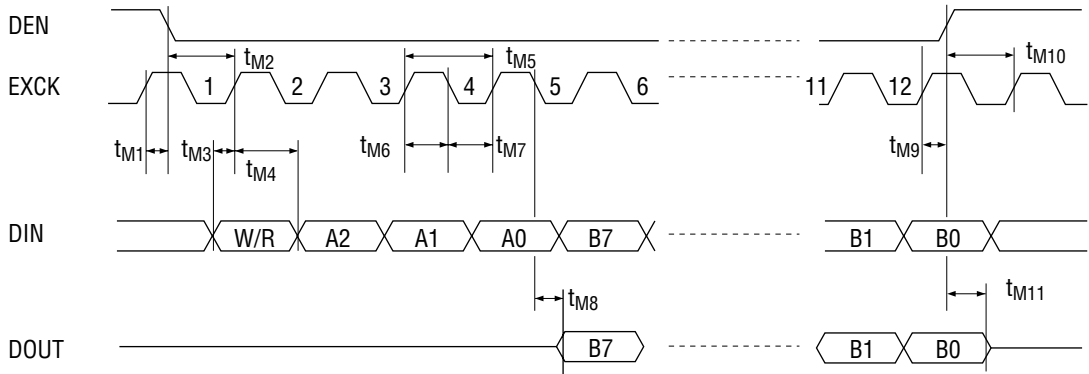 DEN
tM2 tM5 tM10
EXCK 1 2 3 4 5 6 11 12
tM1 tM3 tM4 tM6 tM7 tM9
DIN W/R A2 A1 A0 B7 B1 B0
tM8 tM11
DOUT B7 B1 B0